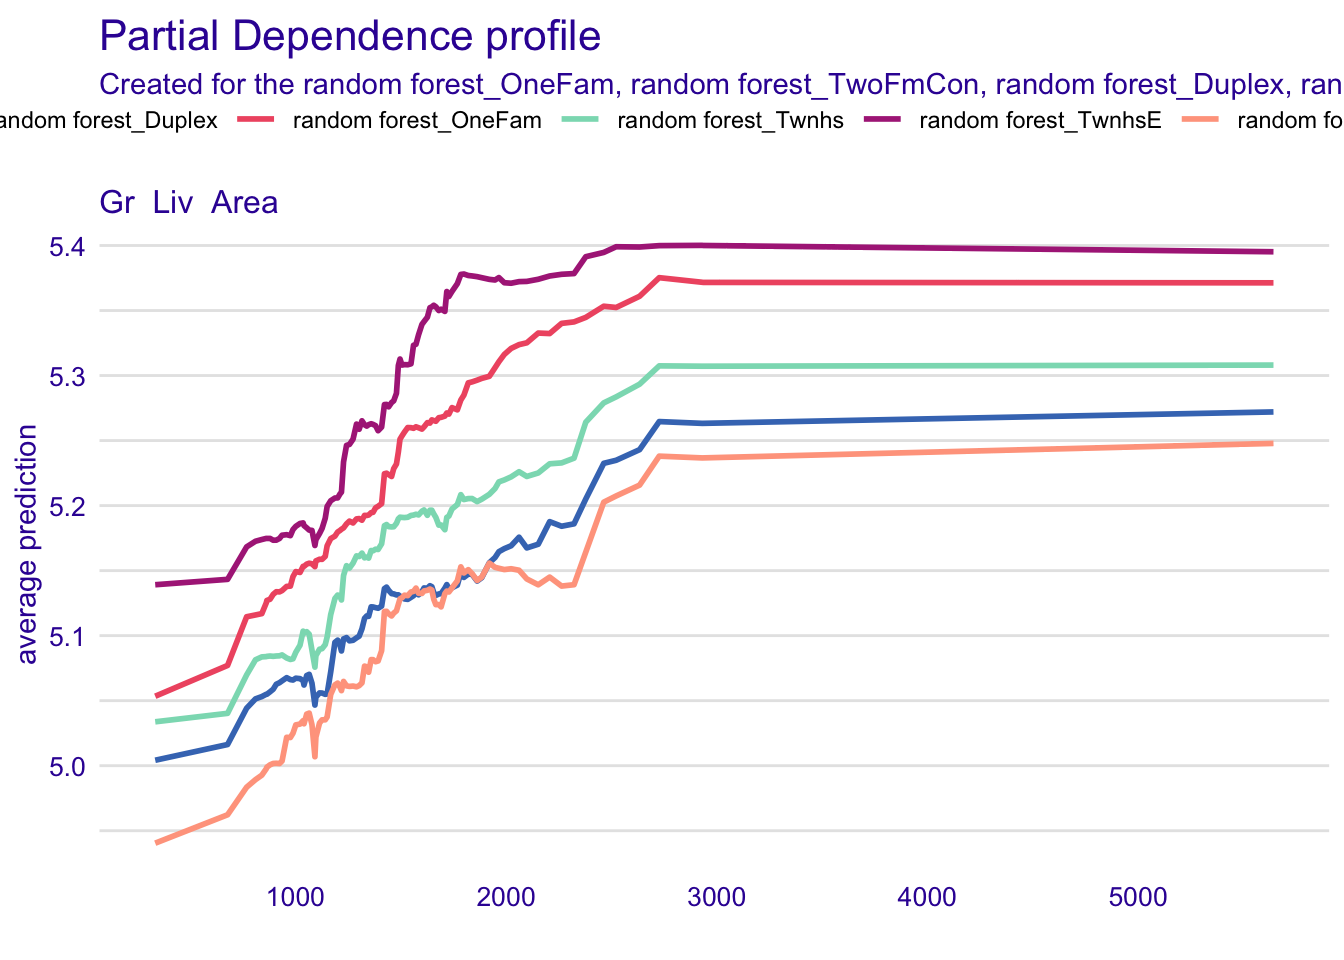 Partial Dependence profile
Created for the random forest_OneFam, random forest_TwoFmCon, random forest_Duplex, ran
andom forest_Duplex random forest_OneFam random forest_Twnhs random forest_TwnhsE random fo
Gr Liv Area
5.4
5.3
5.2
5.1
5.0
average prediction
1000 2000 3000 4000 5000